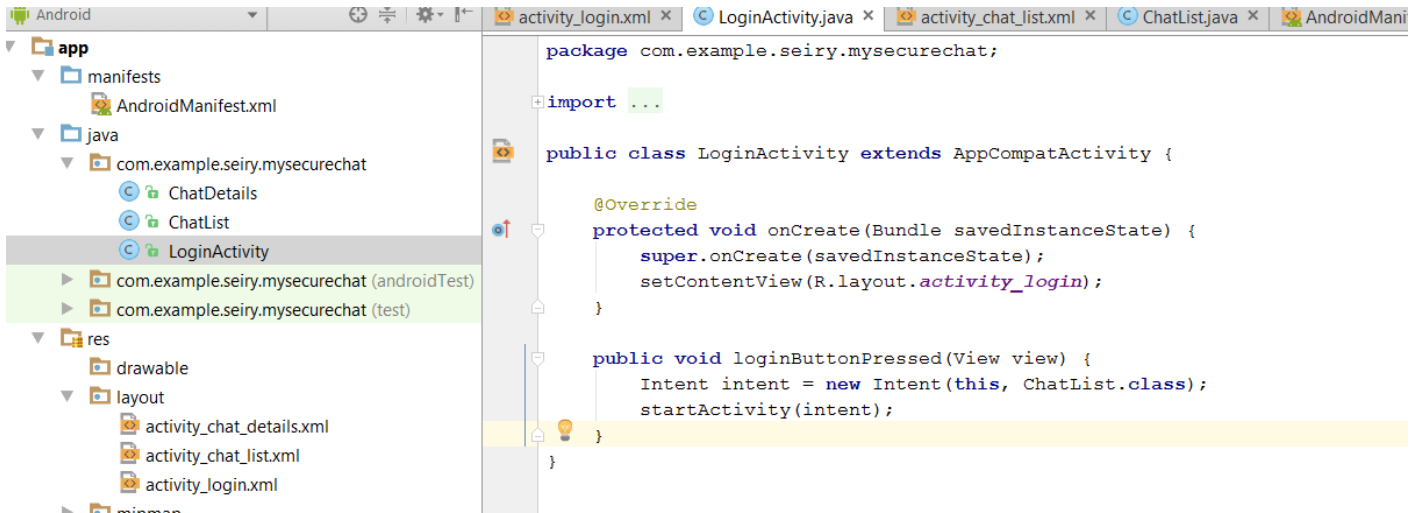 Android
activity_login.xml
LoginActivity.java
activity_chat_list.xml
ChatList.java
AndroidMani
app
manifests
AndroidManifest.xml
java
com.example.seiry.mysecurechat
ChatDetails
ChatList
LoginActivity
com.example.seiry.mysecurechat (androidTest)
com.example.seiry.mysecurechat (test)
res
drawable
layout
activity_chat_details.xml
activity_chat_list.xml
activity_login.xml
mipmap
package com.example.seiry.mysecurechat;
import ...
public class LoginActivity extends AppCompatActivity {
@Override
protected void onCreate(Bundle savedInstanceState) {
super.onCreate(savedInstanceState);
setContentView(R.layout.activity_login);
}
public void loginButtonPressed(View view) {
Intent intent = new Intent(this, ChatList.class);
startActivity(intent);
}
}